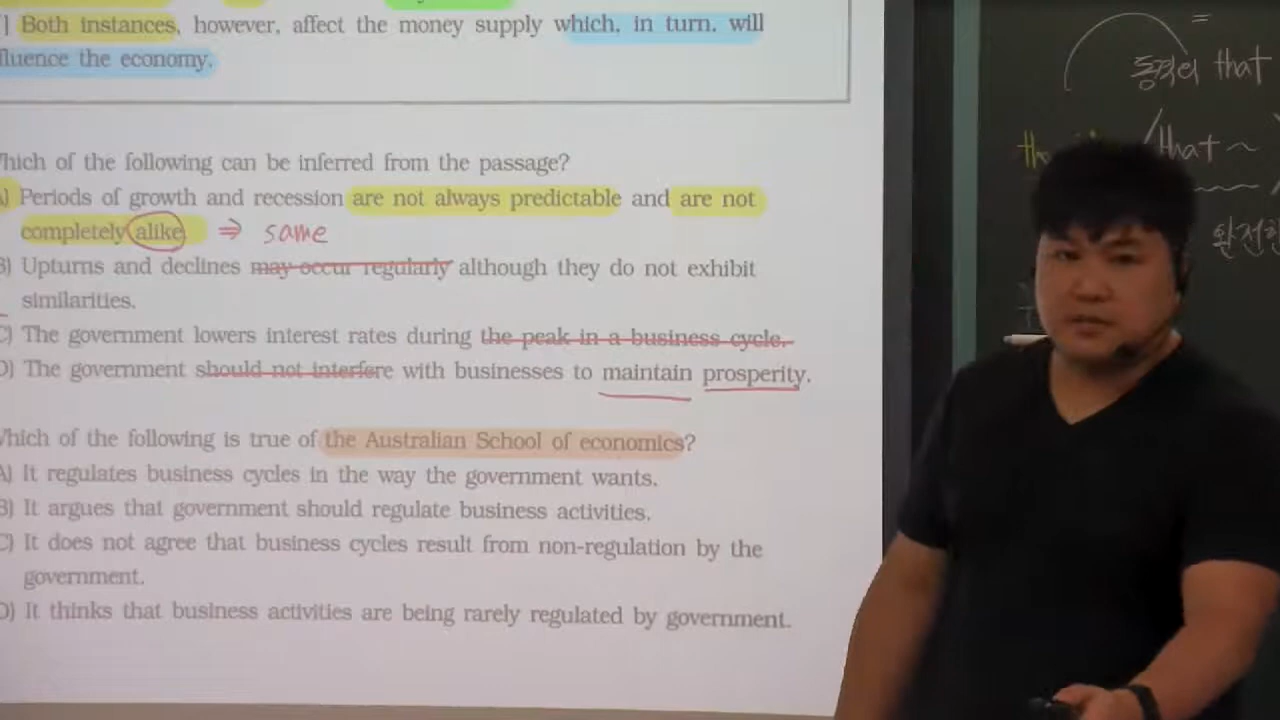 Both instances, however, affect the money supply which, in turn, will
fluence the economy.
hich of the following can be inferred from the passage?
) Periods of growth and recession are not always predictable and are not
completely alike ⇒ same
B) Upturns and declines may occur regularly although they do not exhibit
similarities.
C) The government lowers interest rates during the peak in a business cycle.
D) The government should not interfere with businesses to maintain prosperity.
Which of the following is true of the Australian School of economics?
A) It regulates business cycles in the way the government wants.
B) It argues that government should regulate business activities.
C) It does not agree that business cycles result from non-regulation by the
government.
D) It thinks that business activities are being rarely regulated by government.
=
동격의 that
that ~
완전한